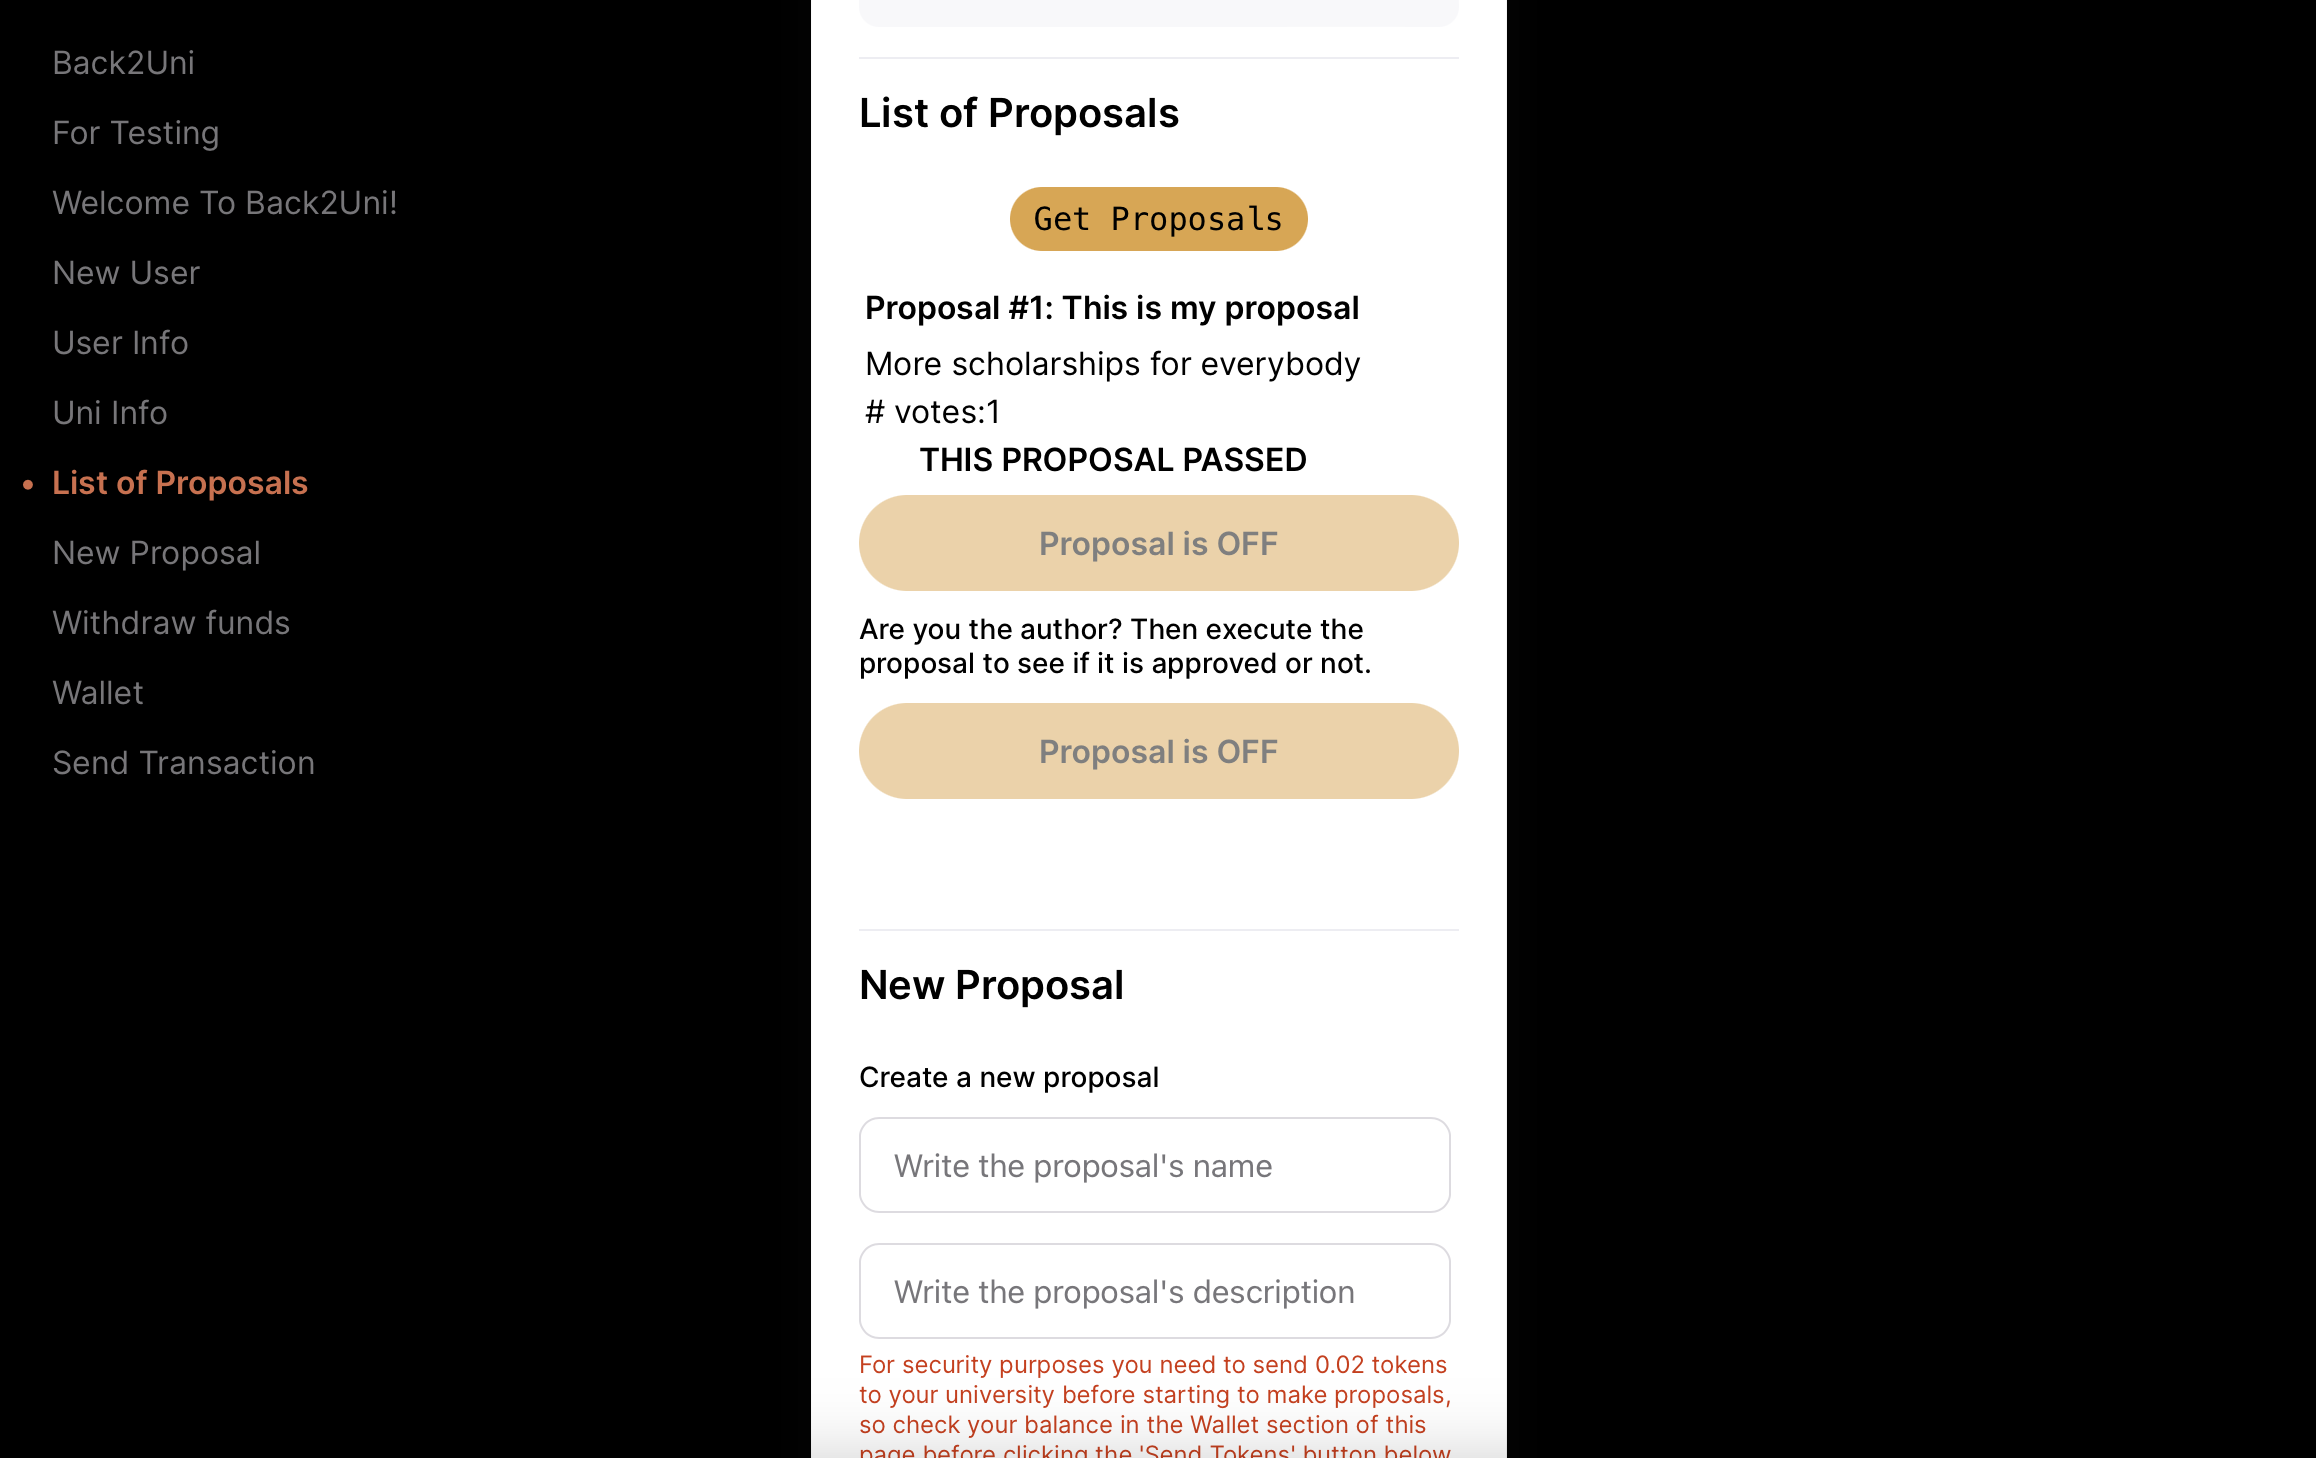 Back2Uni
For Testing
Welcome To Back2Uni!
New User
User Info
Uni Info
• List of Proposals
New Proposal
Withdraw funds
Wallet
Send Transaction
List of Proposals
Get Proposals
Proposal #1: This is my proposal
More scholarships for everybody
# votes:1
THIS PROPOSAL PASSED
Proposal is OFF
Are you the author? Then execute the
proposal to see if it is approved or not.
Proposal is OFF
New Proposal
Create a new proposal
Write the proposal's name
Write the proposal's description
For security purposes you need to send 0.02 tokens
to your university before starting to make proposals,
so check your balance in the Wallet section of this
page before clicking the 'Send Tokens' button below